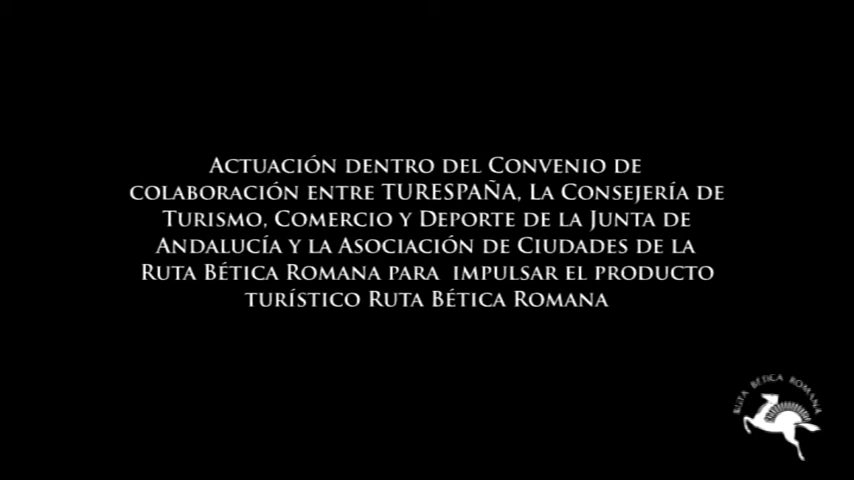 ACTUACIÓN DENTRO DEL CONVENIO DE
COLABORACIÓN ENTRE TURESPAÑA, LA CONSEJERÍA DE
TURISMO, COMERCIO Y DEPORTE DE LA JUNTA DE
ANDALUCÍA Y LA ASOCIACIÓN DE CIUDADES DE LA
RUTA BÉTICA ROMANA PARA IMPULSAR EL PRODUCTO
TURÍSTICO RUTA BÉTICA ROMANA
RUTA BÉTICA ROMANA